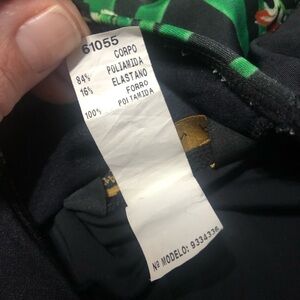 61055
CORPO
84% POLIAMIDA
16% ELASTANO
FORRO
100% POLIAMIDA
Nº MODELO: 9334336